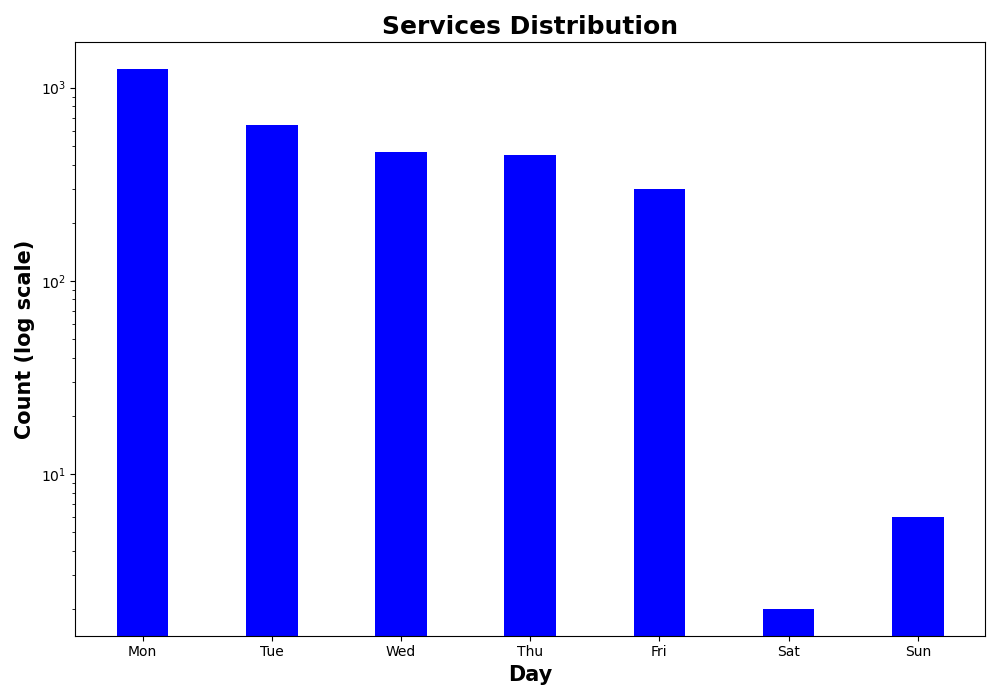 Services Distribution
Count (log scale)
10³
10²
10¹
Mon Tue Wed Thu Fri Sat Sun
Day